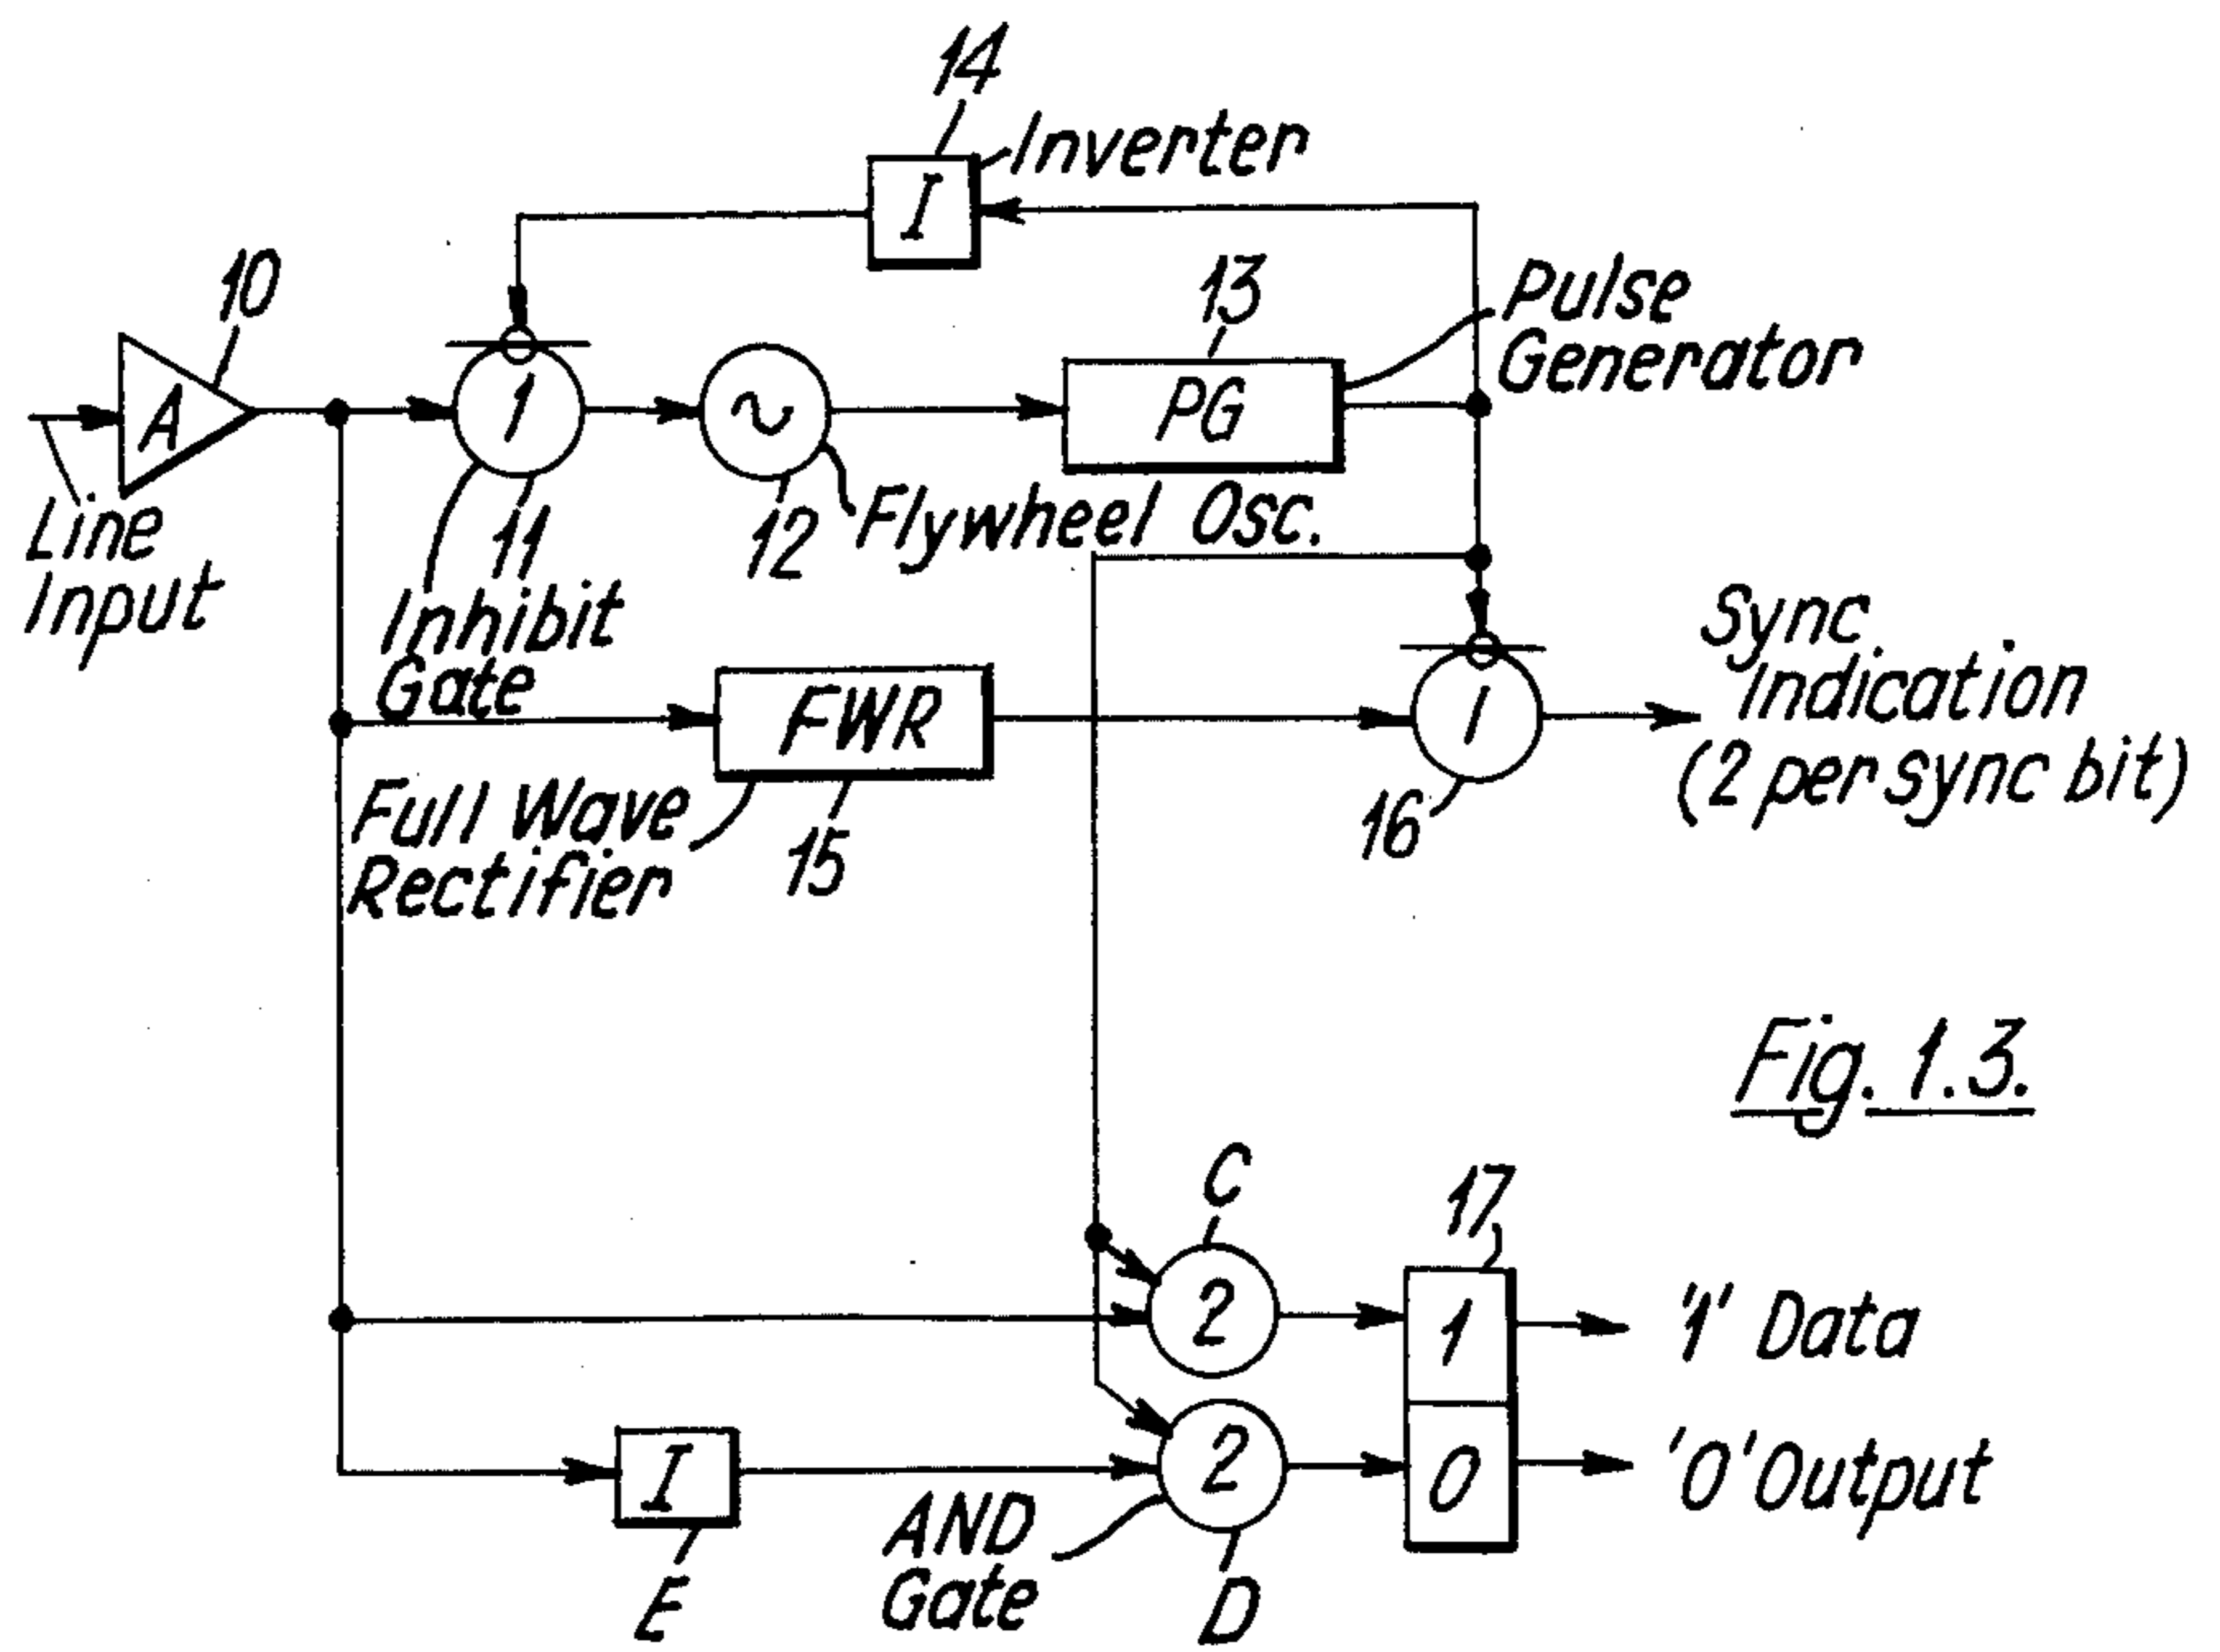 14
Inverter
I
10
13
Pulse
Generator
A
1
PG
Line
Input
11
12
Flywheel Osc.
Inhibit
Gate
Sync
Indication
(2 per sync bit)
FWR
1
16
Full Wave
Rectifier
15
Fig. 1.3.
C
17
2
1
'1' Data
I
2
0
'0' Output
AND
Gate
E
D